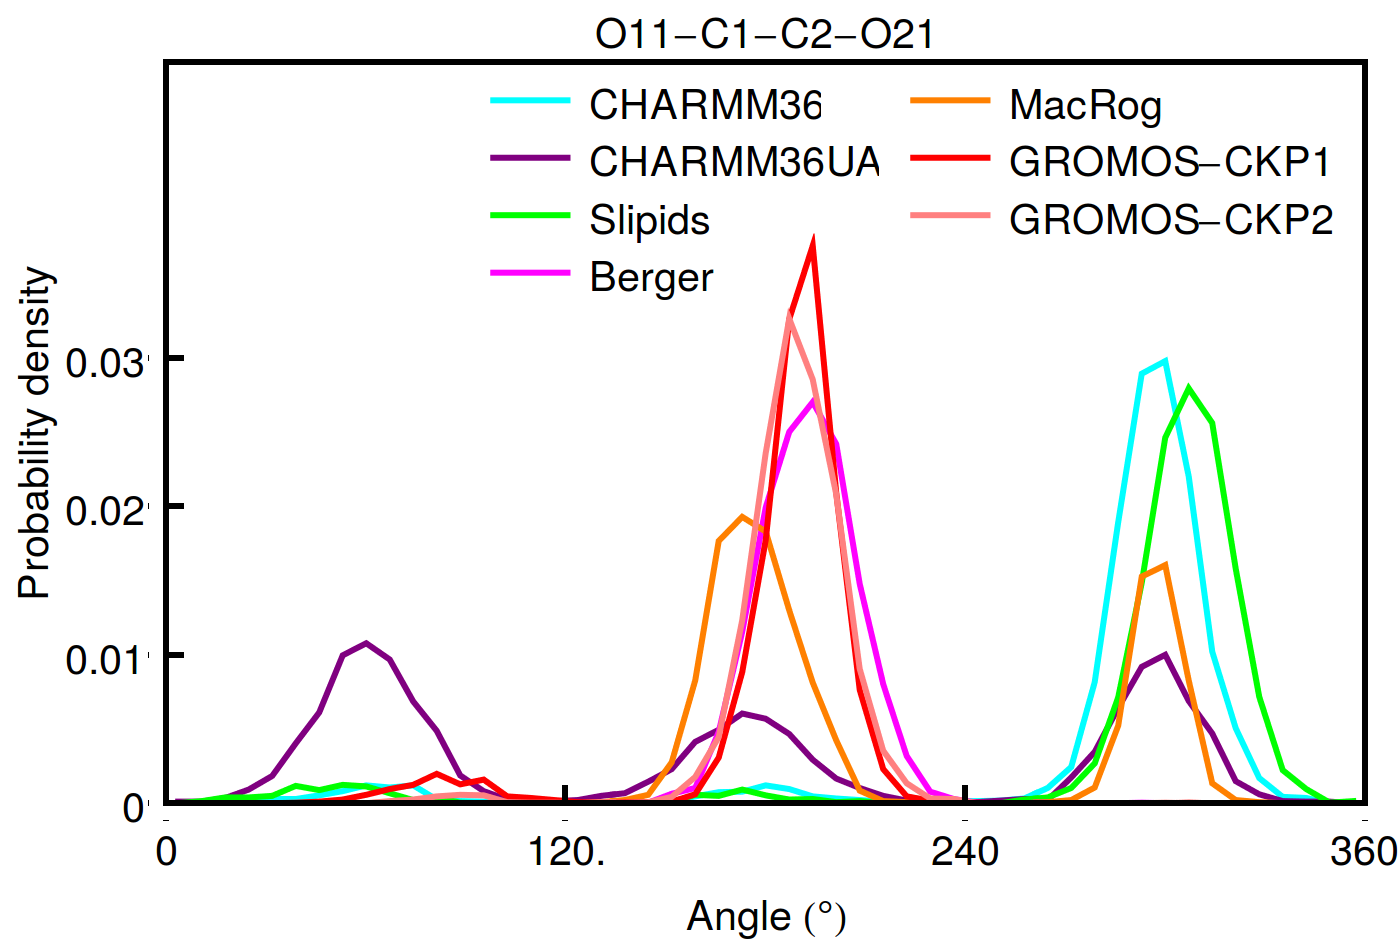 O11−C1−C2−O21
CHARMM36
MacRog
CHARMM36UA
GROMOS−CKP1
Slipids
GROMOS−CKP2
Berger
Probability density
0.03
0.02
0.01
0
0
120.
240
360
Angle (°)